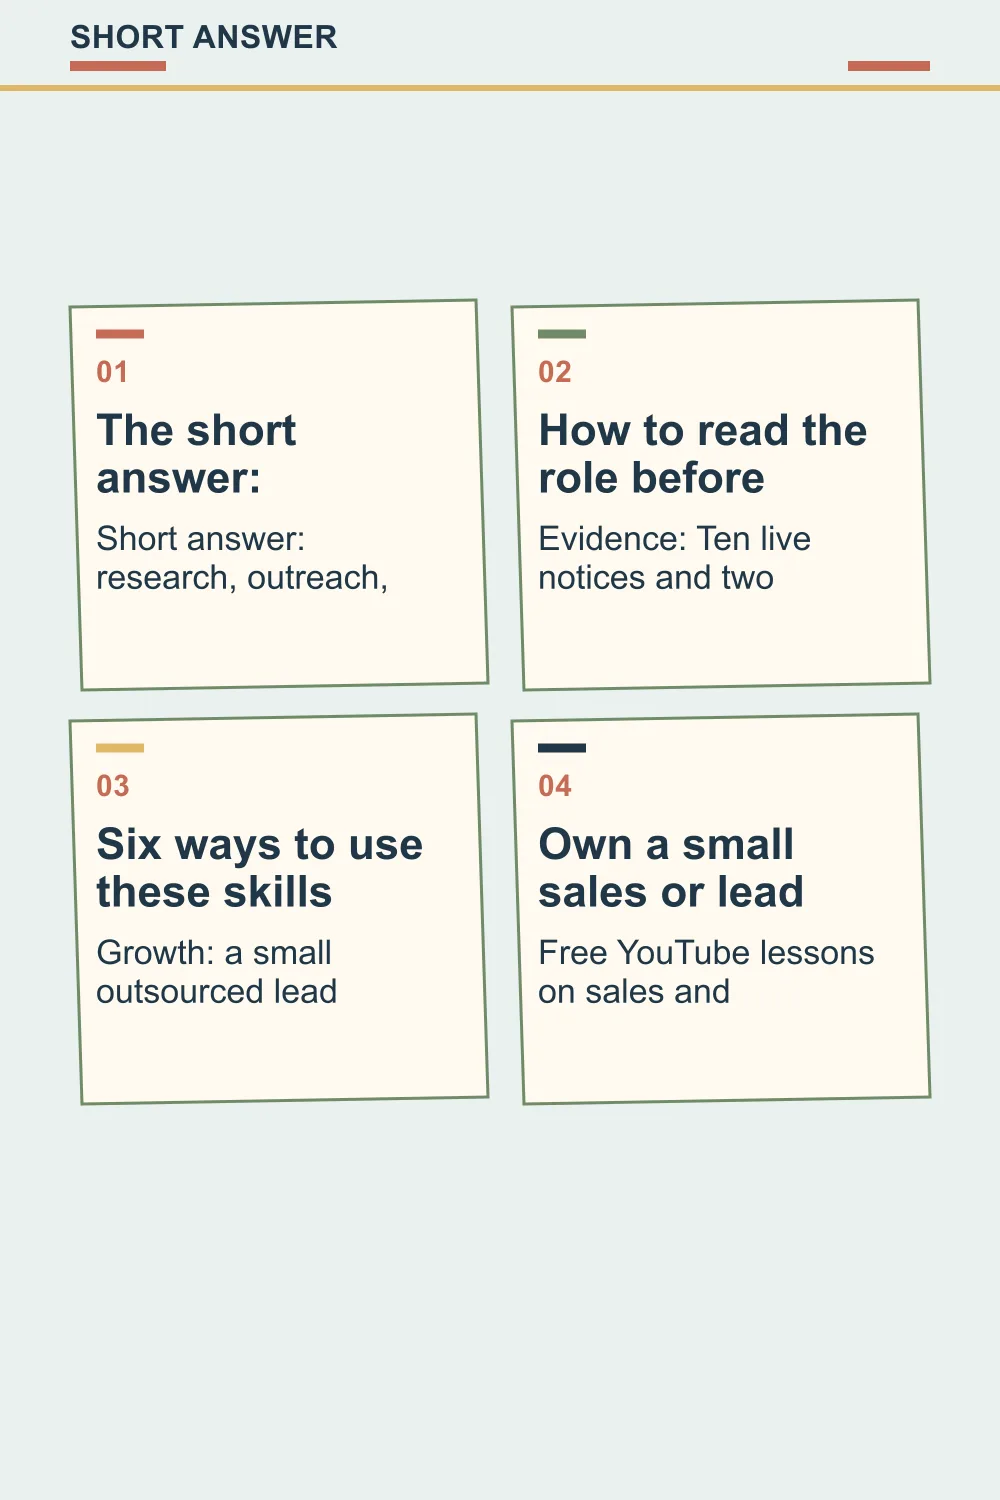 SHORT ANSWER
01
The short
answer:
Short answer:
research, outreach,
02
How to read the
role before
Evidence: Ten live
notices and two
03
Six ways to use
these skills
Growth: a small
outsourced lead
04
Own a small
sales or lead
Free YouTube lessons
on sales and